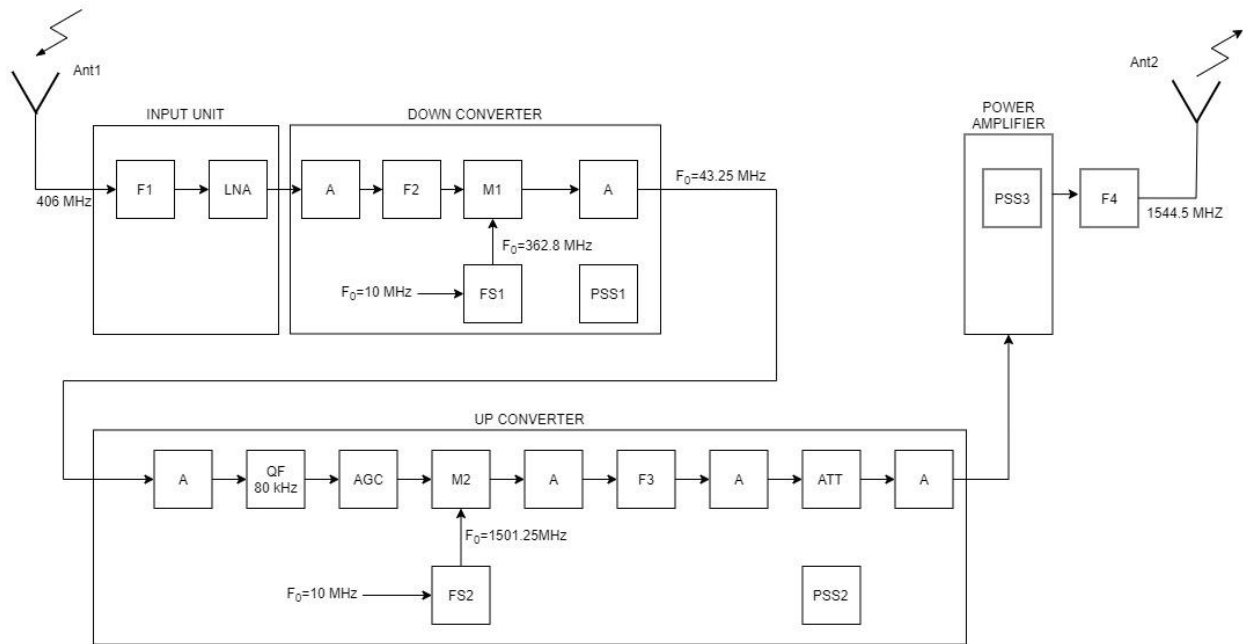 Ant1
Ant2
INPUT UNIT
DOWN CONVERTER
POWER
AMPLIFIER
406 MHz
F1
LNA
A
F2
M1
A
F₀=43.25 MHz
F₀=362.8 MHz
F₀=10 MHz
FS1
PSS1
PSS3
F4
1544.5 MHZ
UP CONVERTER
A
QF
80 kHz
AGC
M2
A
F3
A
ATT
A
F₀=1501.25MHz
F₀=10 MHz
FS2
PSS2